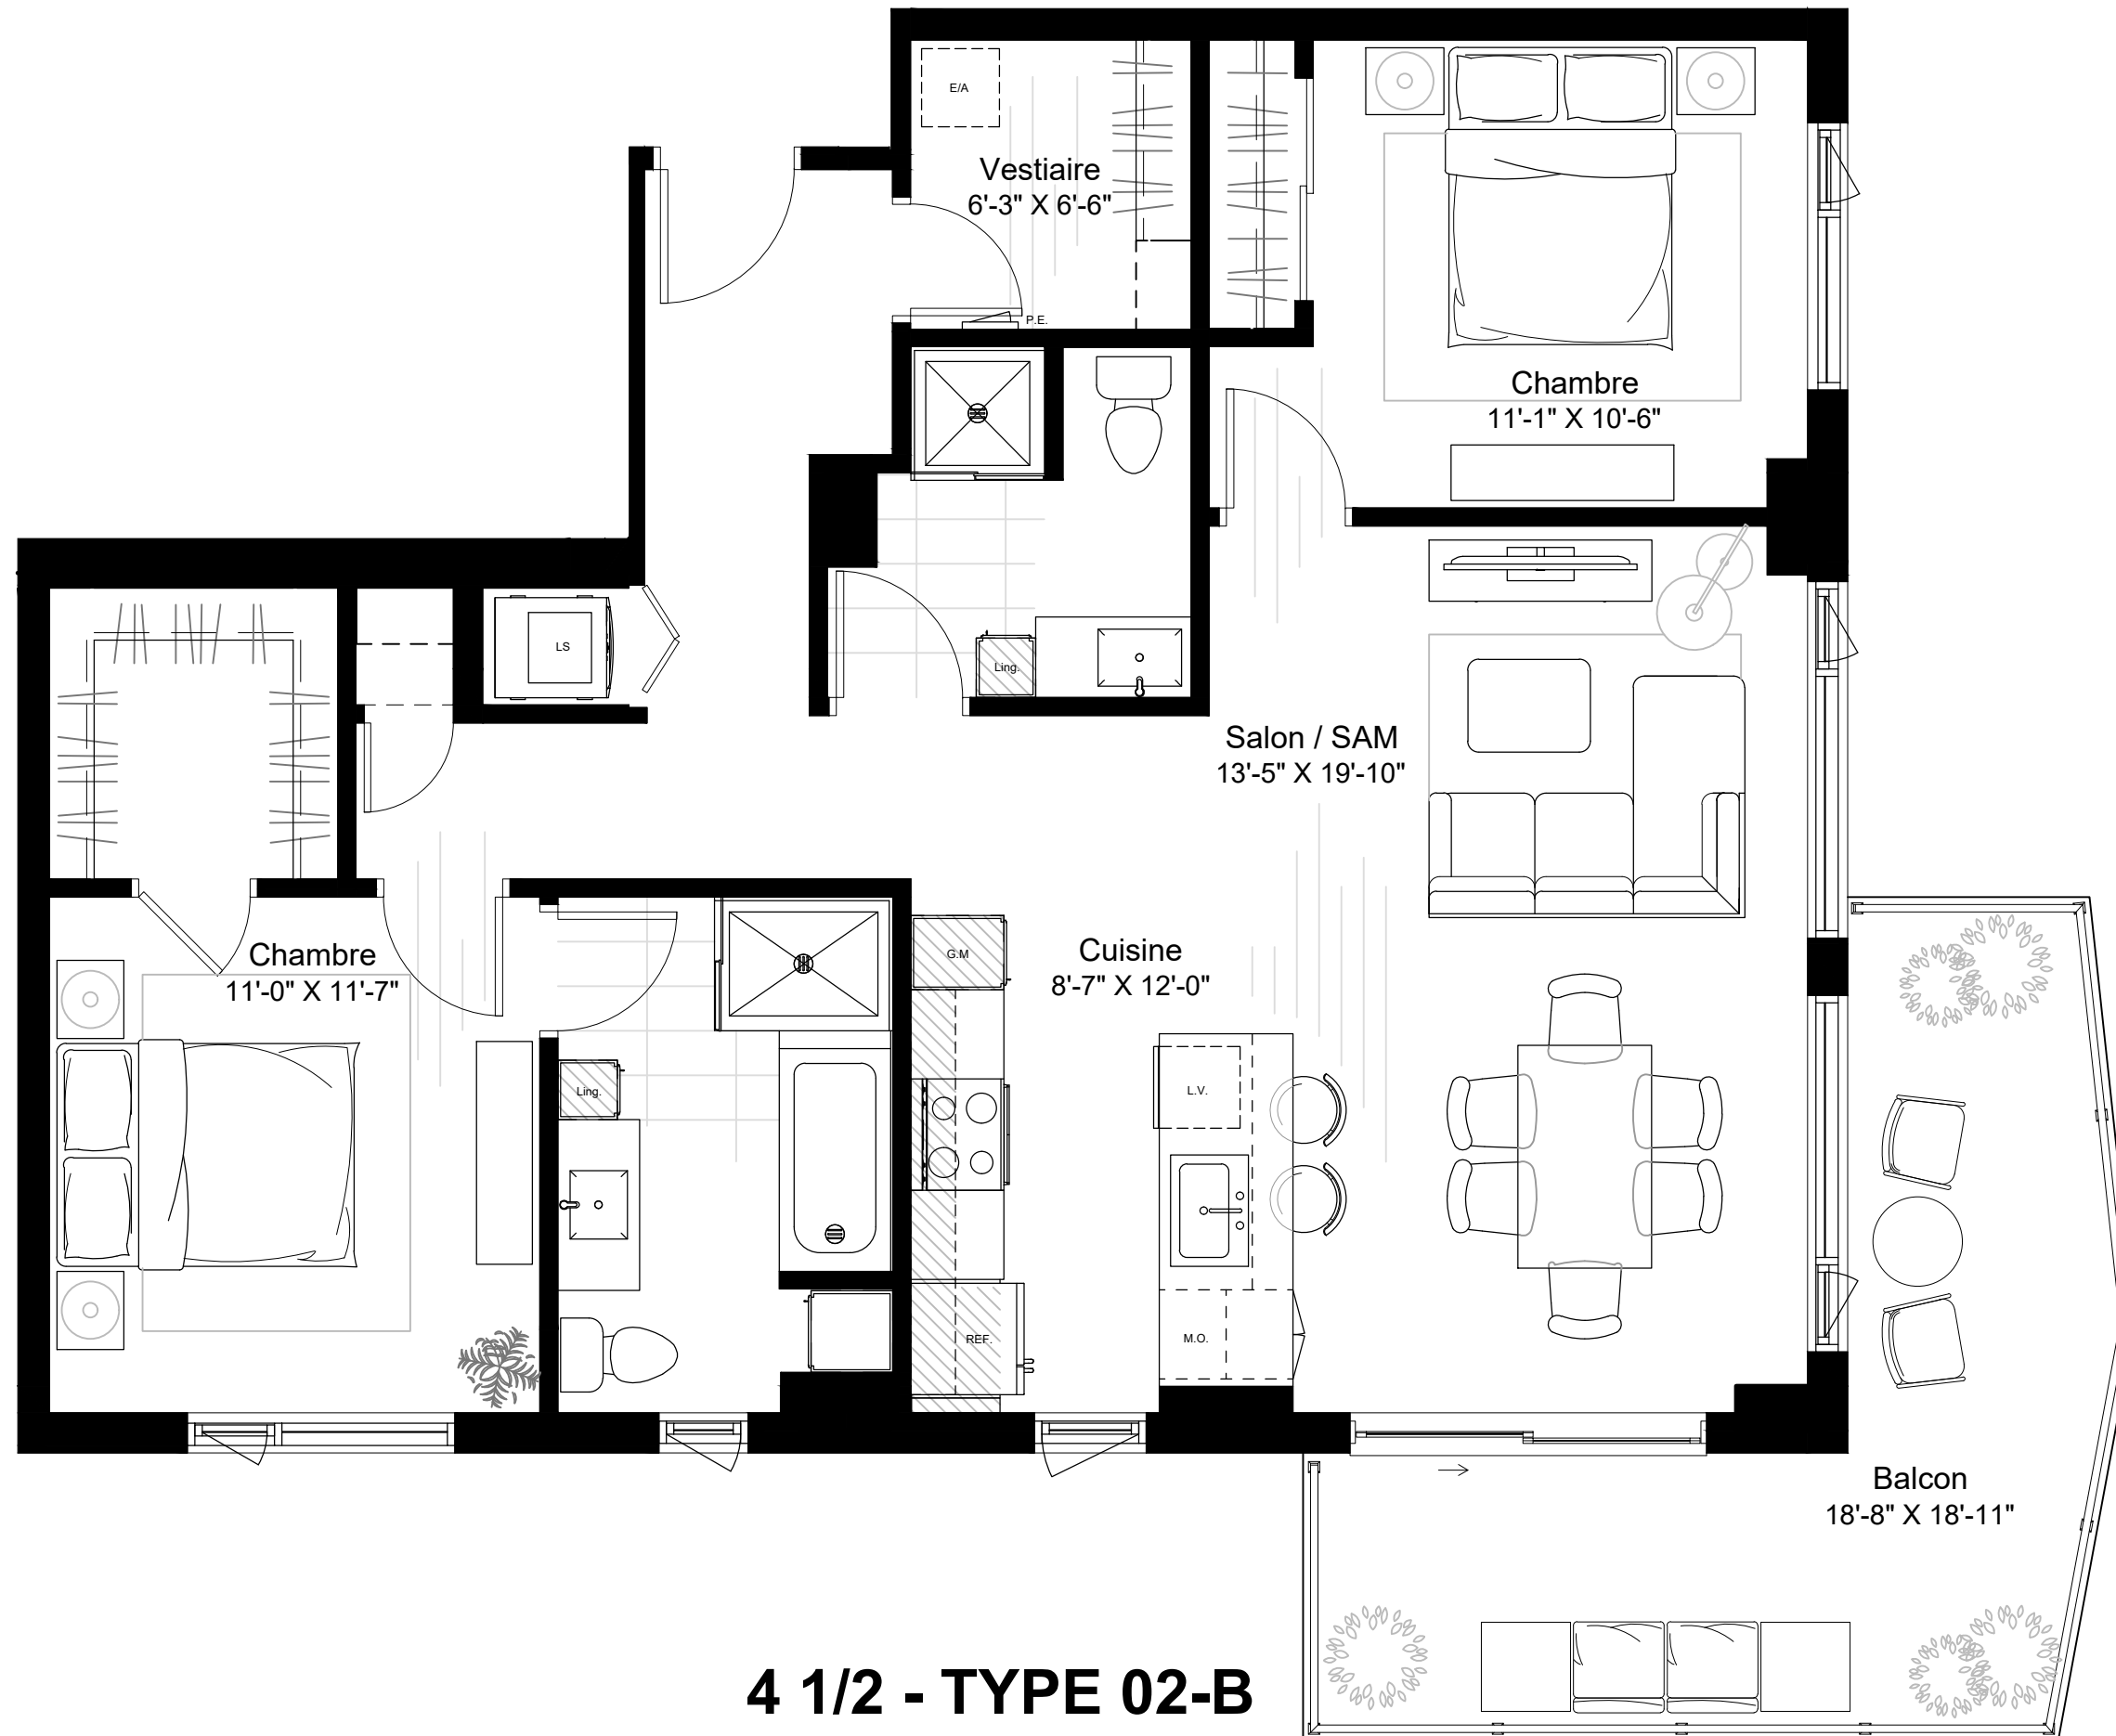 E/A
Vestiaire
6'-3" X 6'-6"
P.E.
Chambre
11'-1" X 10'-6"
LS
Ling.
Salon / SAM
13'-5" X 19'-10"
Chambre
11'-0" X 11'-7"
G.M
Cuisine
8'-7" X 12'-0"
Ling.
L.V.
REF.
M.O.
Balcon
18'-8" X 18'-11"
4 1/2 - TYPE 02-B